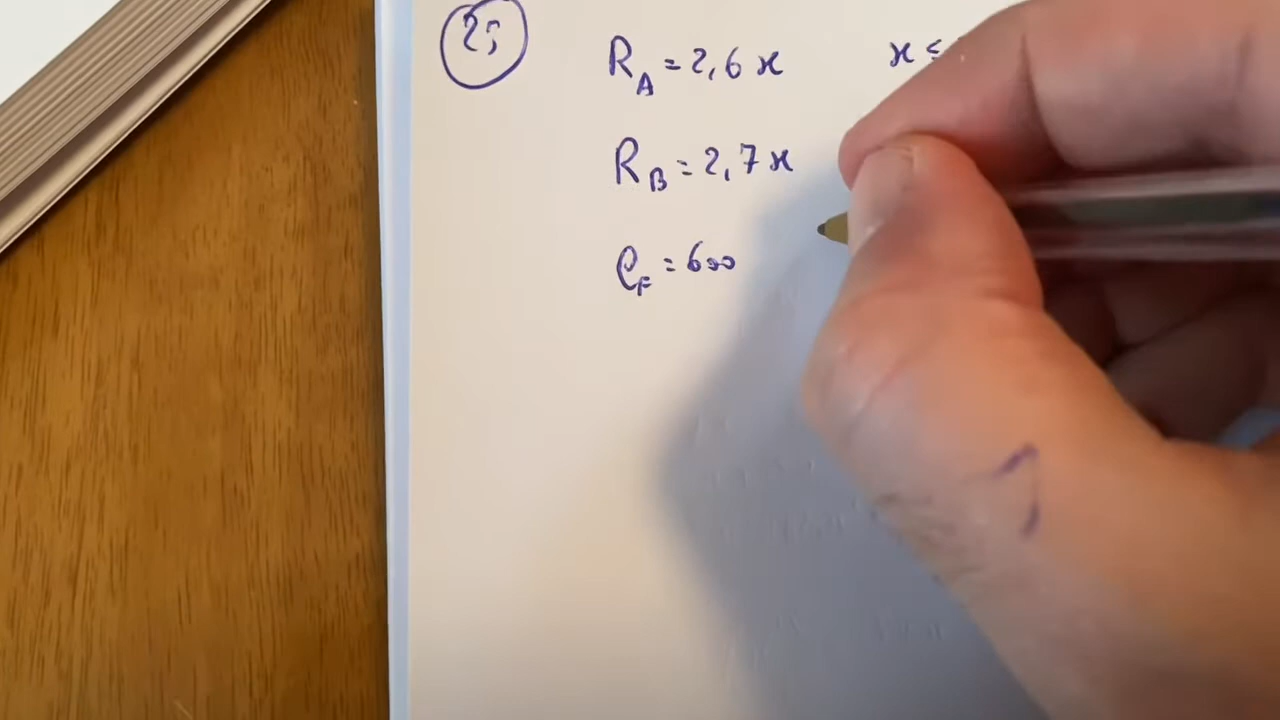 25
R_A = 2,6 x x ≤
R_B = 2,7 x
C_F = 600